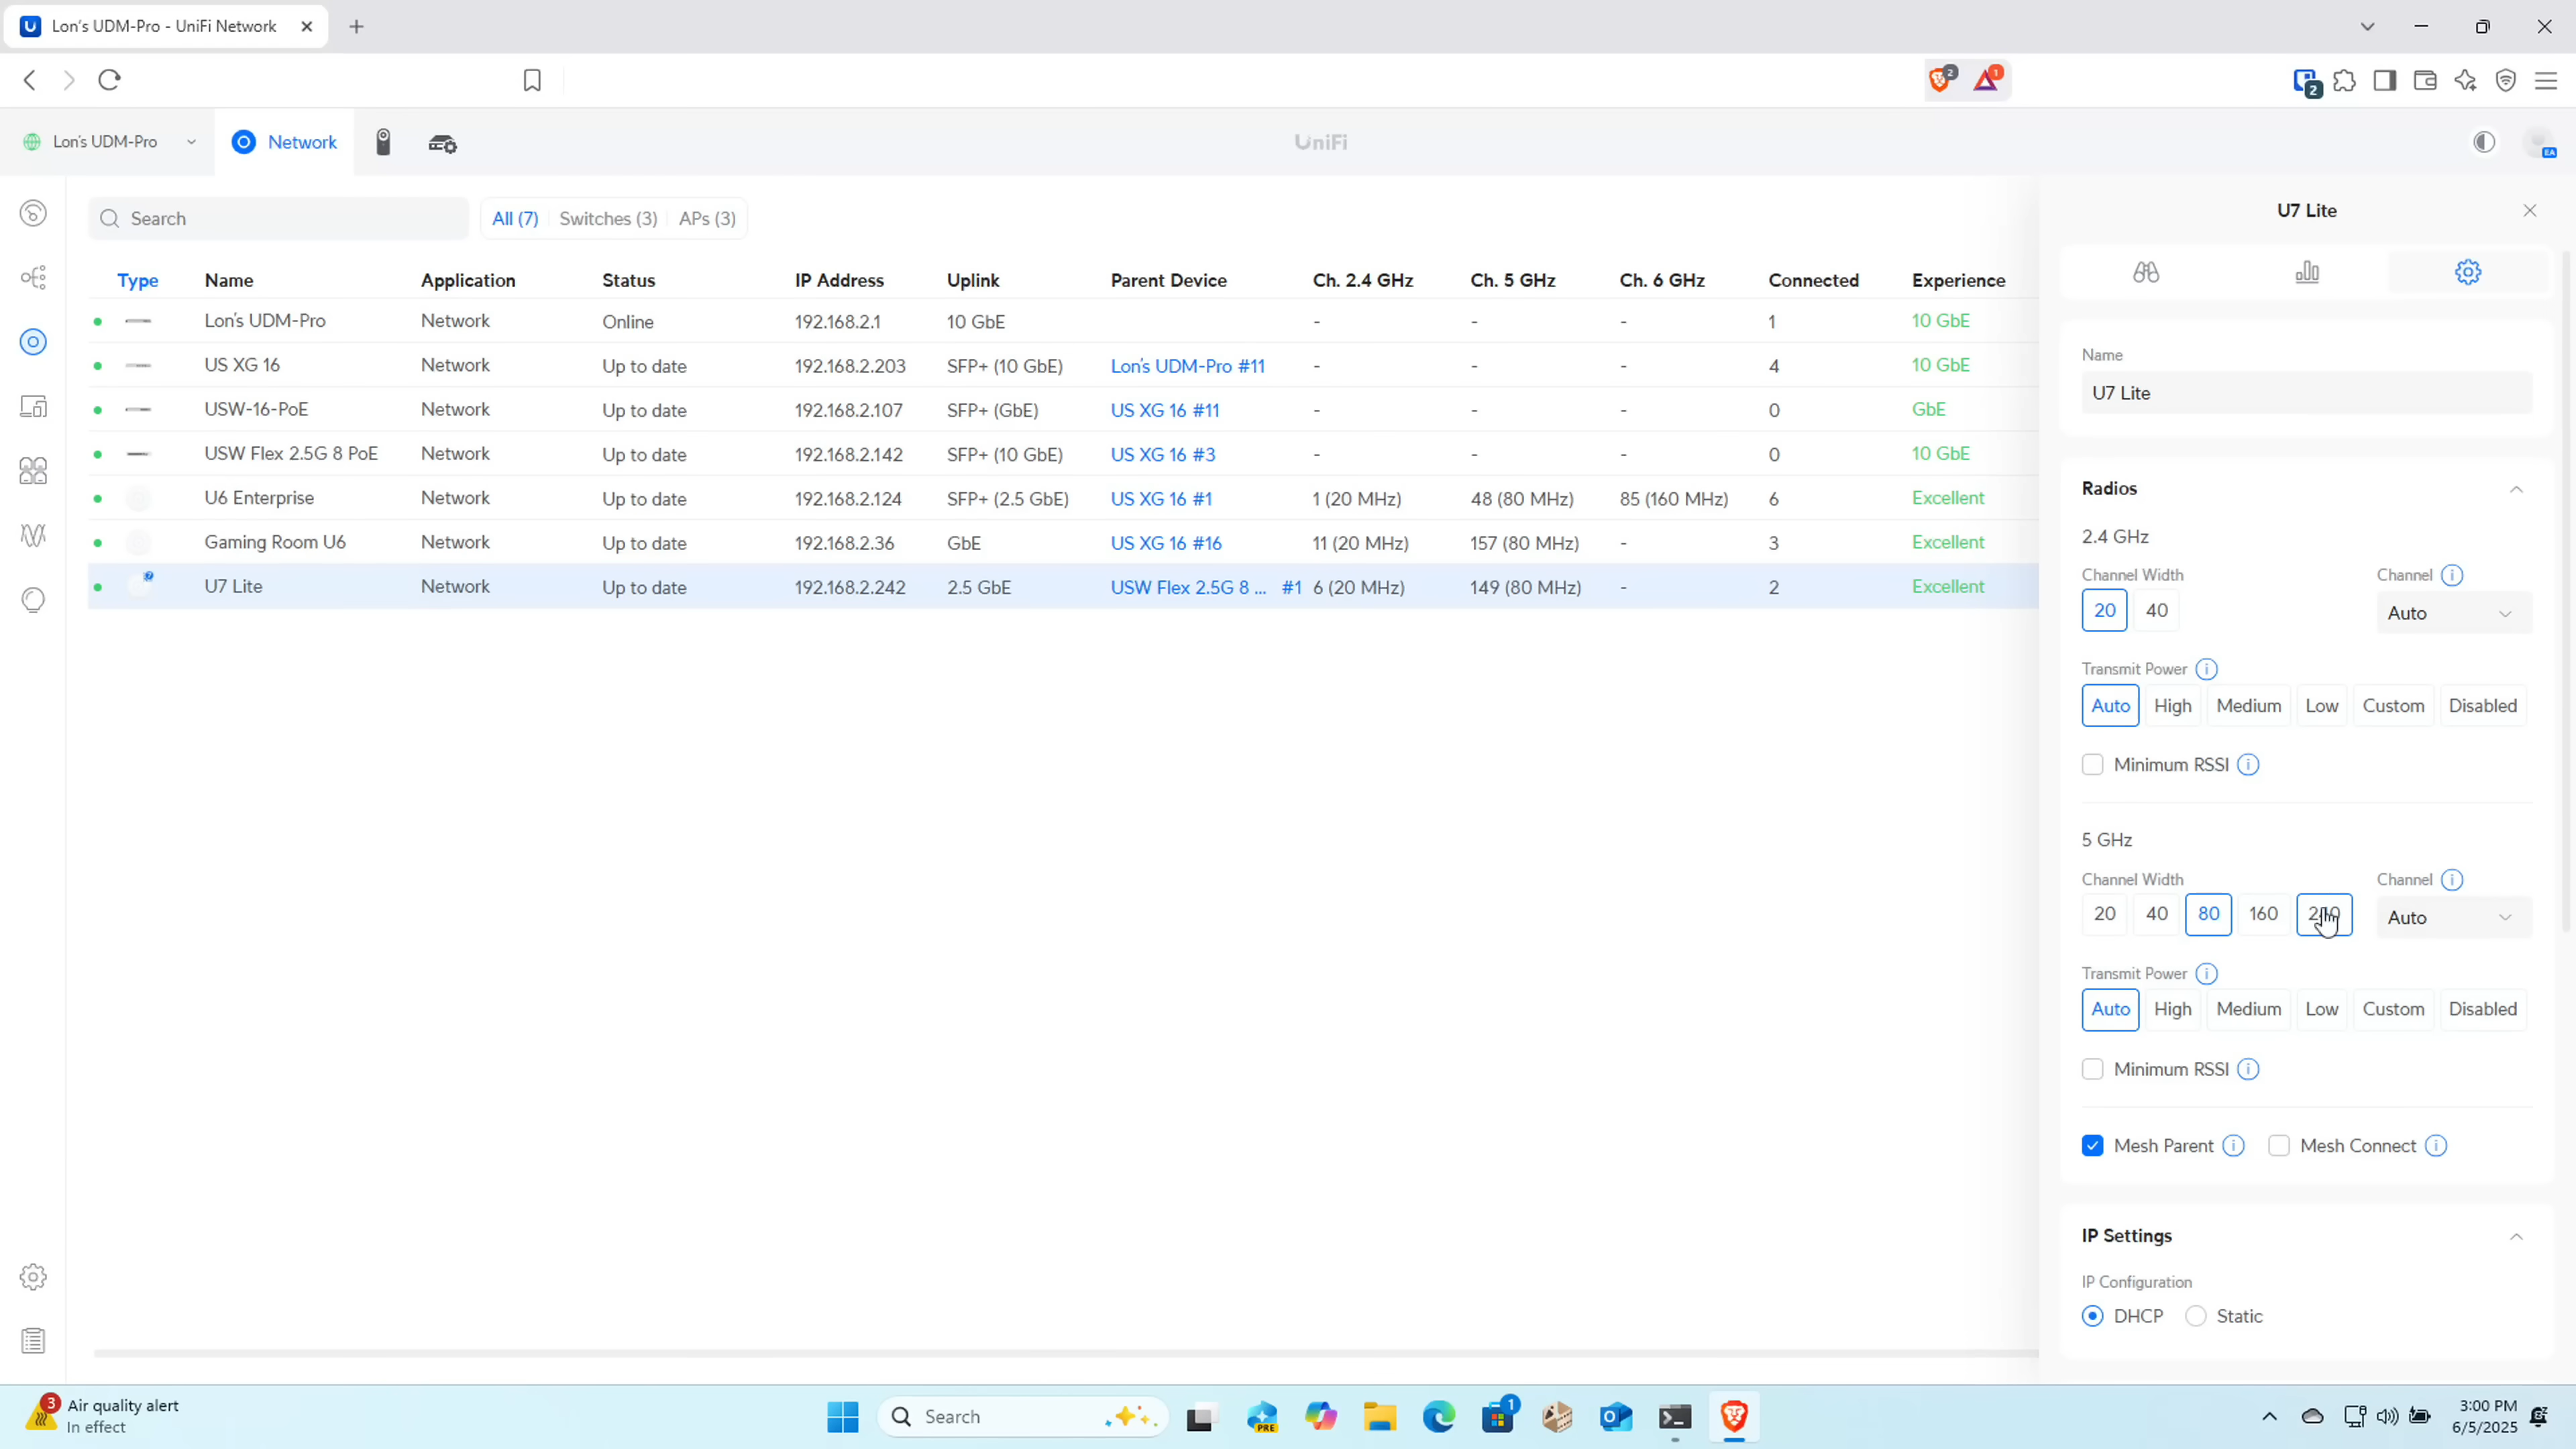 Lon's UDM-Pro - UniFi Network
2
1
2
Lon's UDM-Pro
Network
UniFi
EA
Search
All (7) Switches (3) APs (3)
Type Name Application Status IP Address Uplink Parent Device Ch. 2.4 GHz Ch. 5 GHz Ch. 6 GHz Connected Experience
Lon's UDM-Pro Network Online 192.168.2.1 10 GbE - - - 1 10 GbE
US XG 16 Network Up to date 192.168.2.203 SFP+ (10 GbE) Lon's UDM-Pro #11 - - - 4 10 GbE
USW-16-PoE Network Up to date 192.168.2.107 SFP+ (GbE) US XG 16 #11 - - - 0 GbE
USW Flex 2.5G 8 PoE Network Up to date 192.168.2.142 SFP+ (10 GbE) US XG 16 #3 - - - 0 10 GbE
U6 Enterprise Network Up to date 192.168.2.124 SFP+ (2.5 GbE) US XG 16 #1 1 (20 MHz) 48 (80 MHz) 85 (160 MHz) 6 Excellent
Gaming Room U6 Network Up to date 192.168.2.36 GbE US XG 16 #16 11 (20 MHz) 157 (80 MHz) - 3 Excellent
U7 Lite Network Up to date 192.168.2.242 2.5 GbE USW Flex 2.5G 8 ... #1 6 (20 MHz) 149 (80 MHz) - 2 Excellent
U7 Lite
Name
U7 Lite
Radios
2.4 GHz
Channel Width Channel
20 40 Auto
Transmit Power
Auto High Medium Low Custom Disabled
Minimum RSSI
5 GHz
Channel Width Channel
20 40 80 160 Auto
Transmit Power
Auto High Medium Low Custom Disabled
Minimum RSSI
Mesh Parent Mesh Connect
IP Settings
IP Configuration
DHCP Static
3
Air quality alert
In effect
Search
PRE
1
3:00 PM
6/5/2025